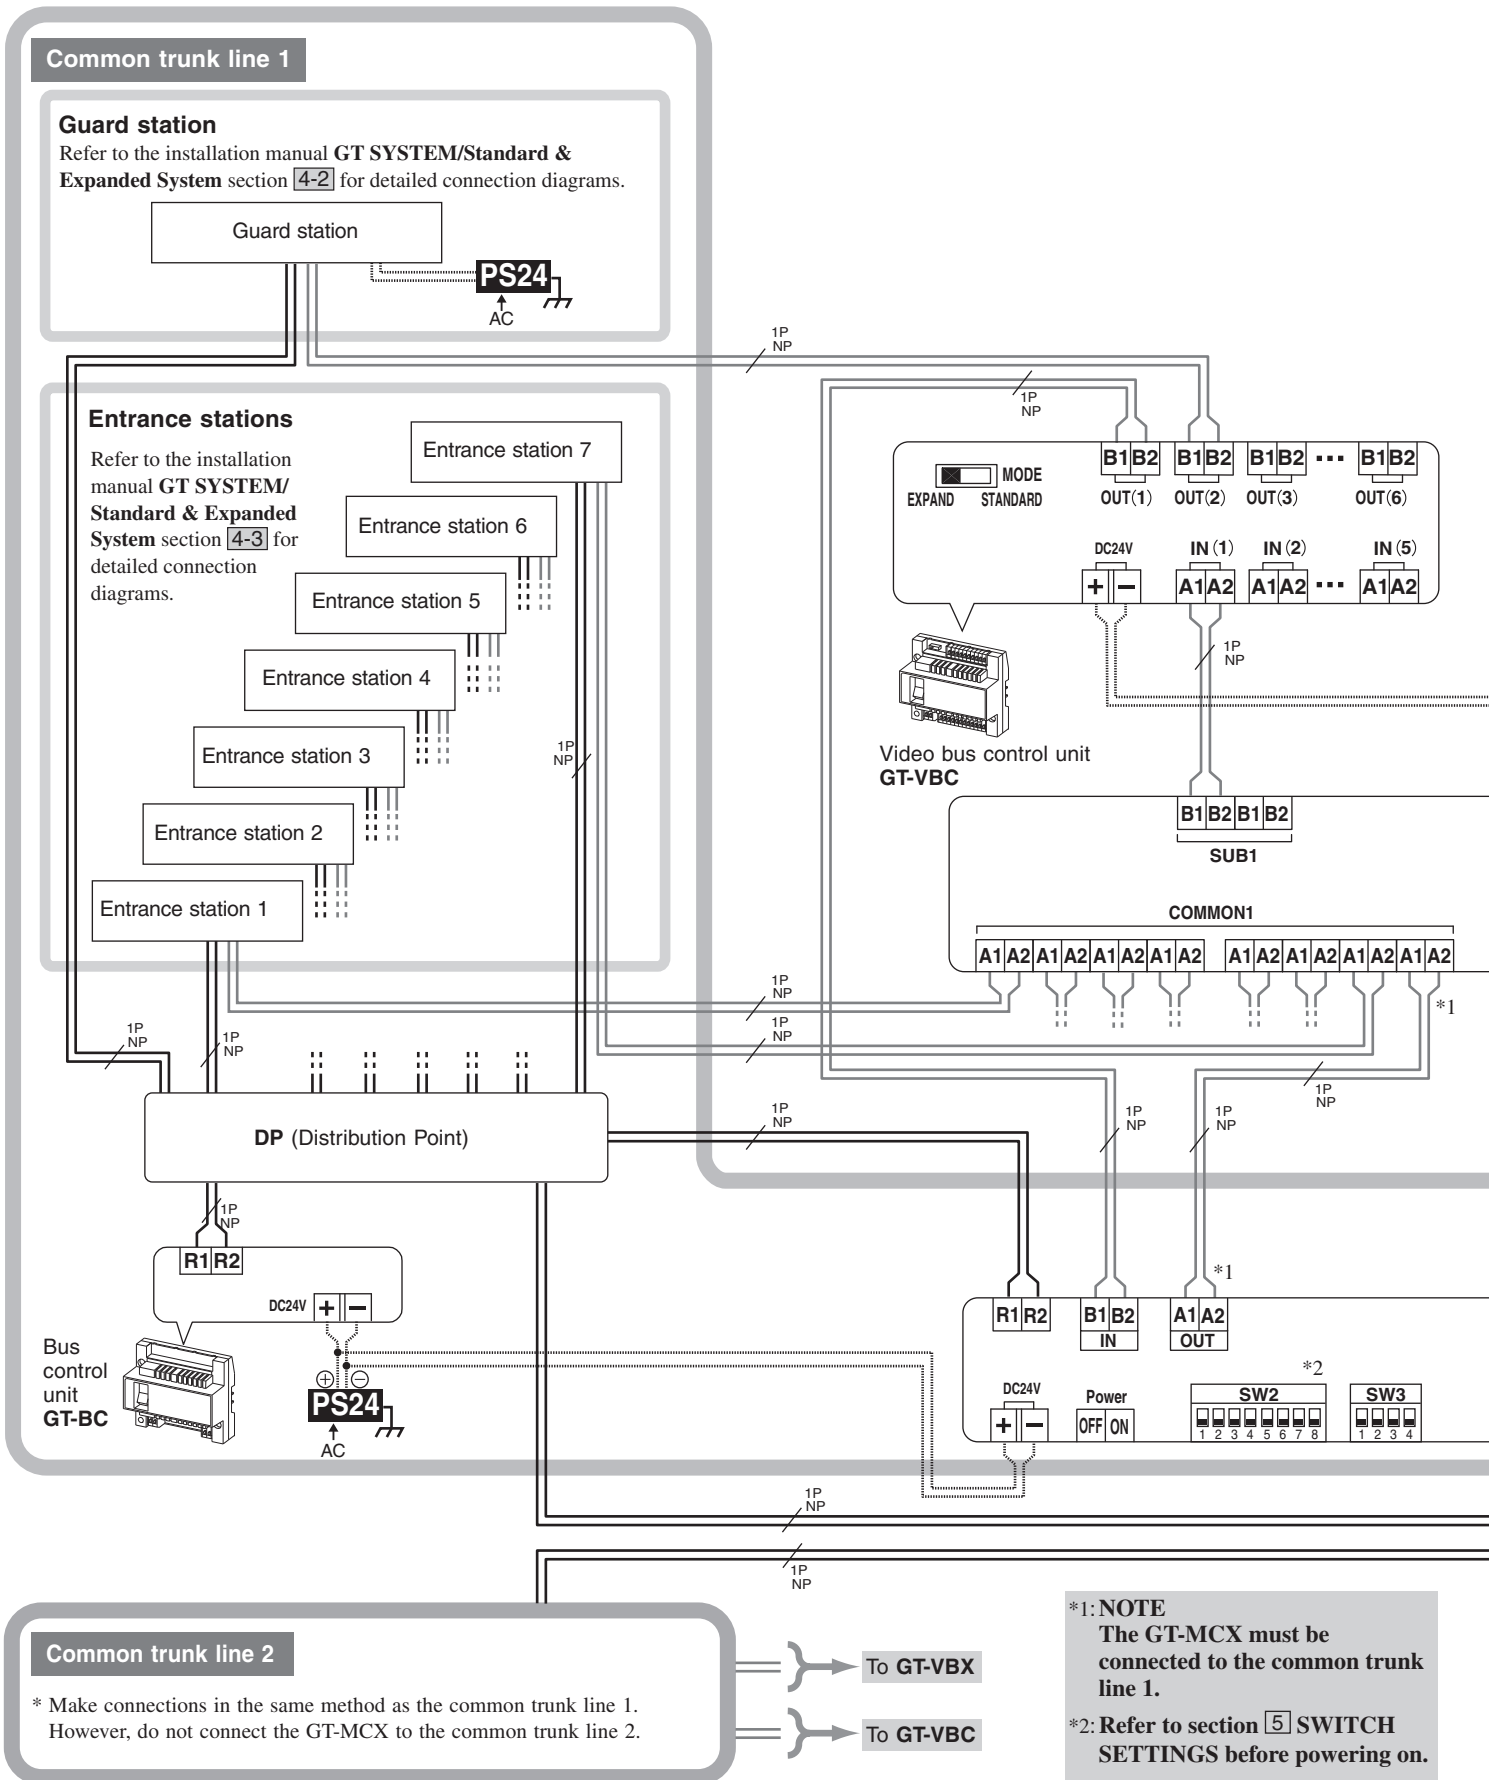 Common trunk line 1
Guard station
Refer to the installation manual GT SYSTEM/Standard &
Expanded System section 4-2 for detailed connection diagrams.
Guard station
PS24
AC
1P
NP
1P
NP
Entrance stations
Refer to the installation
manual GT SYSTEM/
Standard & Expanded
System section 4-3 for
detailed connection
diagrams.
Entrance station 7
Entrance station 6
Entrance station 5
Entrance station 4
Entrance station 3
Entrance station 2
Entrance station 1
1P
NP
B1 B2 B1 B2 B1 B2 ··· B1 B2
MODE
EXPAND STANDARD
OUT(1) OUT(2) OUT(3) OUT(6)
DC24V IN(1) IN(2) IN(5)
+ − A1 A2 A1 A2 ··· A1 A2
1P
NP
Video bus control unit
GT-VBC
B1 B2 B1 B2
SUB1
COMMON1
A1 A2 A1 A2 A1 A2 A1 A2 A1 A2 A1 A2 A1 A2 A1 A2
*1
1P
NP
1P
NP
1P
NP
1P
NP
1P
NP
DP (Distribution Point)
1P
NP
1P
NP
1P
NP
1P
NP
R1 R2
DC24V + −
Bus
control
unit
GT-BC
+ −
PS24
AC
*1
R1 R2 B1 B2 A1 A2
IN OUT
*2
DC24V Power SW2 SW3
+ − OFF ON
1 2 3 4 5 6 7 8 1 2 3 4
1P
NP
1P
NP
Common trunk line 2
* Make connections in the same method as the common trunk line 1.
However, do not connect the GT-MCX to the common trunk line 2.
To GT-VBX
To GT-VBC
*1: NOTE
The GT-MCX must be
connected to the common trunk
line 1.
*2: Refer to section 5 SWITCH
SETTINGS before powering on.